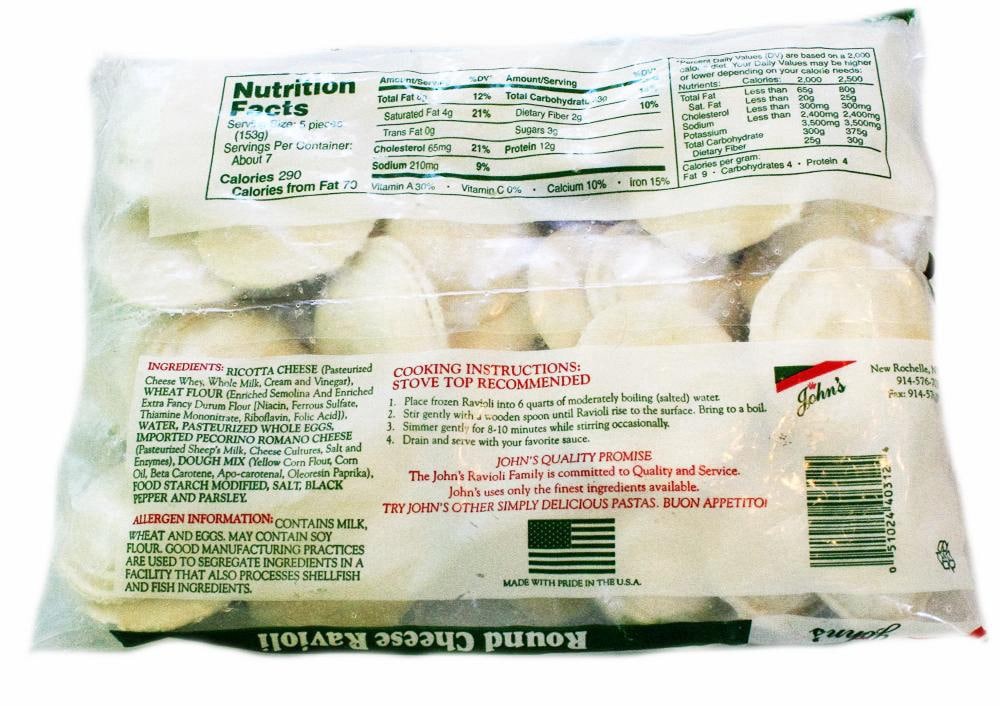 Nutrition
Facts
Size: 5 pieces
(153g)
Servings Per Container:
About 7
Calories 290
Calories from Fat 70
Amount/Serving %DV* Amount/Serving %DV*
Total Fat 12% Total Carbohydrate
Saturated Fat 4g 21% Dietary Fiber 2g 10%
Trans Fat 0g Sugars 3g
Cholesterol 65mg 21% Protein 12g
Sodium 210mg 9%
Vitamin A 30% • Vitamin C 0% • Calcium 10% • Iron 15%
*Percent Daily Values (DV) are based on a 2,000
diet. Your Daily Values may be higher
or lower depending on your calorie needs:
Nutrients: Calories: 2,000 2,500
Total Fat Less than 65g 80g
Sat. Fat Less than 20g 25g
Cholesterol Less than 300mg 300mg
Sodium Less than 2,400mg 2,400mg
Potassium 3,500mg 3,500mg
Total Carbohydrate 300g 375g
Dietary Fiber 25g 30g
Calories per gram:
Fat 9 • Carbohydrates 4 • Protein 4
INGREDIENTS: RICOTTA CHEESE (Pasteurized
Cheese Whey, Whole Milk, Cream and Vinegar),
WHEAT FLOUR (Enriched Semolina And Enriched
Extra Fancy Durum Flour [Niacin, Ferrous Sulfate,
Thiamine Mononitrate, Riboflavin, Folic Acid]),
WATER, PASTEURIZED WHOLE EGGS,
IMPORTED PECORINO ROMANO CHEESE
(Pasteurized Sheep's Milk, Cheese Cultures, Salt and
Enzymes), DOUGH MIX (Yellow Corn Flour, Corn
Oil, Beta Carotene, Apo-carotenal, Oleoresin Paprika),
FOOD STARCH MODIFIED, SALT, BLACK
PEPPER AND PARSLEY.
ALLERGEN INFORMATION: CONTAINS MILK,
WHEAT AND EGGS. MAY CONTAIN SOY
FLOUR. GOOD MANUFACTURING PRACTICES
ARE USED TO SEGREGATE INGREDIENTS IN A
FACILITY THAT ALSO PROCESSES SHELLFISH
AND FISH INGREDIENTS.
COOKING INSTRUCTIONS:
STOVE TOP RECOMMENDED
1. Place frozen Ravioli into 6 quarts of moderately boiling (salted) water.
2. Stir gently with a wooden spoon until Ravioli rise to the surface. Bring to a boil.
3. Simmer gently for 8-10 minutes while stirring occasionally.
4. Drain and serve with your favorite sauce.
JOHN'S QUALITY PROMISE
The John's Ravioli Family is committed to Quality and Service.
John's uses only the finest ingredients available.
TRY JOHN'S OTHER SIMPLY DELICIOUS PASTAS. BUON APPETITO!
MADE WITH PRIDE IN THE U.S.A.
John's
New Rochelle,
914-576-
Fax: 914-57
0 51024 40312 4
Round Cheese Ravioli
John's